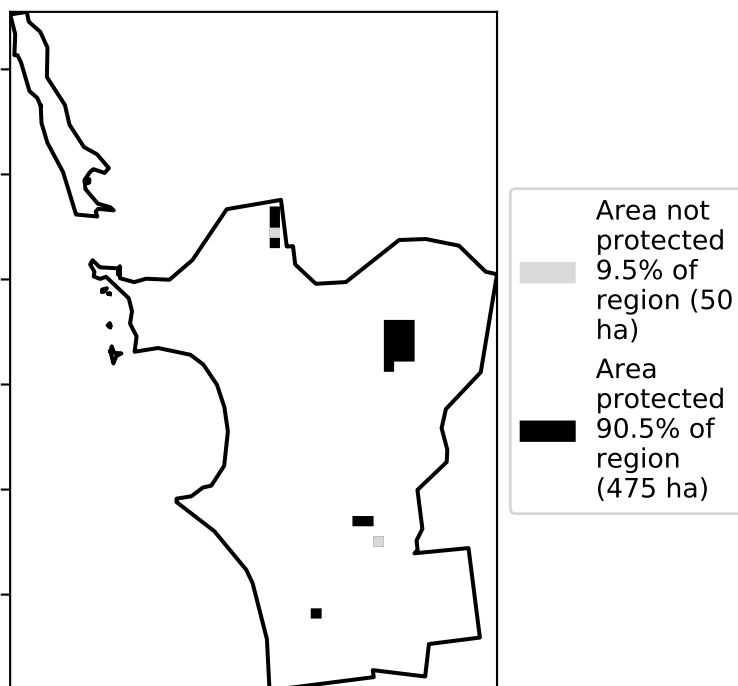 Area not
protected
9.5% of
region (50
ha)
Area
protected
90.5% of
region
(475 ha)